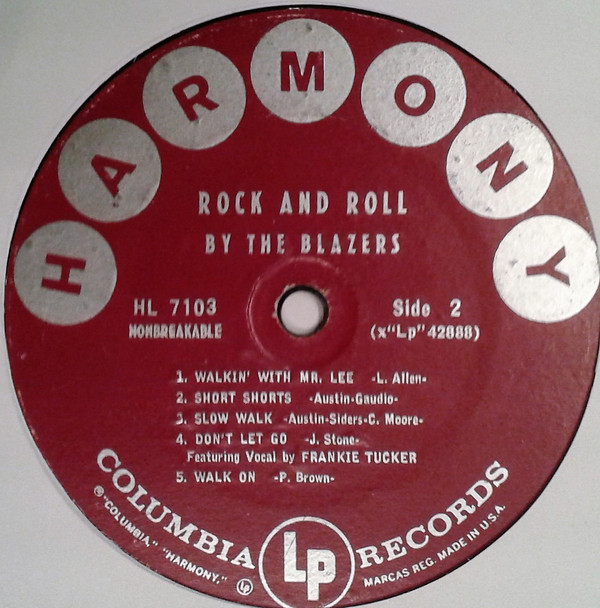 HARMONY
ROCK AND ROLL
BY THE BLAZERS
HL 7103
NONBREAKABLE
Side 2
(x"Lp" 42888)
1. WALKIN' WITH MR. LEE -L. Allen-
2. SHORT SHORTS -Austin-Gaudio-
3. SLOW WALK -Austin-Siders-C. Moore-
4. DON'T LET GO -J. Stone-
Featuring Vocal by FRANKIE TUCKER
5. WALK ON -P. Brown-
COLUMBIA Lp RECORDS
® "COLUMBIA," "HARMONY," Lp
MARCAS REG. MADE IN U.S.A.